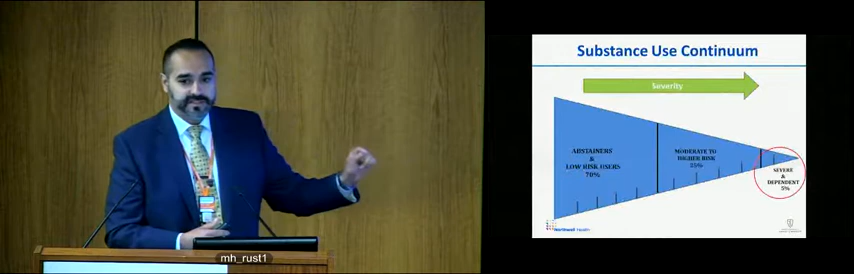 mh_rust1
Substance Use Continuum
Severity
ABSTAINERS
&
LOW RISK USERS
70%
MODERATE TO
HIGHER RISK
25%
SEVERE
&
DEPENDENT
5%
Northwell Health